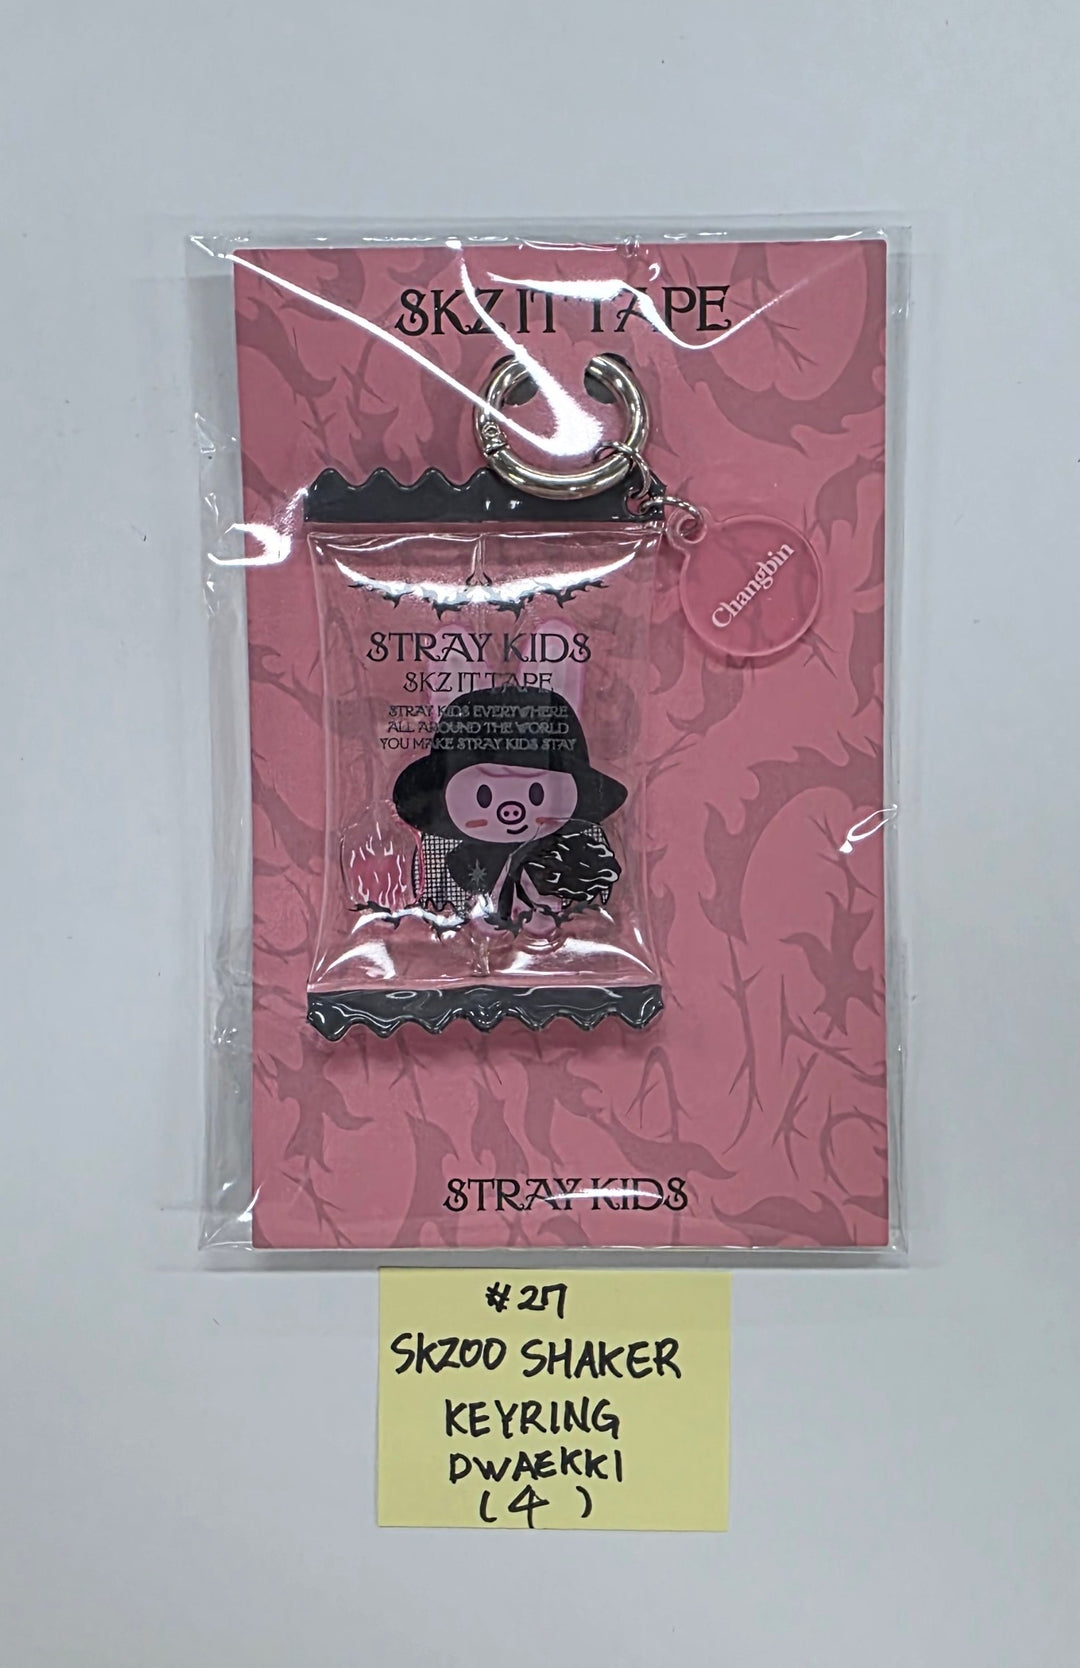 SKZ IT TAPE
Changbin
STRAY KIDS
SKZ IT TAPE
STRAY KIDS EVERYWHERE
ALL AROUND THE WORLD
YOU MAKE STRAY KIDS STAY
STRAY KIDS
#27
SKZOO SHAKER
KEYRING
DWAEKKI
(4)